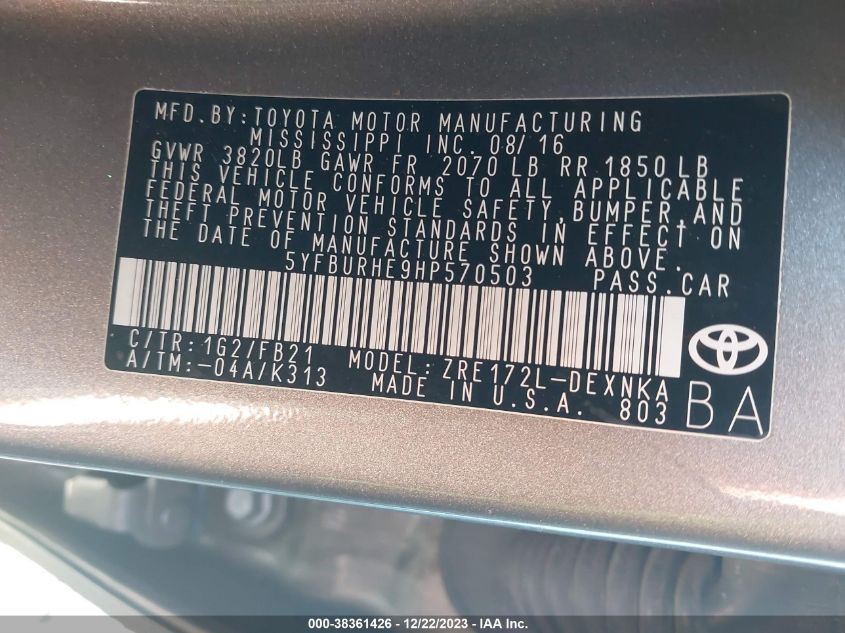 MFD.BY:TOYOTA MOTOR MANUFACTURING
MISSISSIPPI INC. 08/16
GVWR 3820LB GAWR FR 2070 LB RR 1850 LB
THIS VEHICLE CONFORMS TO ALL APPLICABLE
FEDERAL MOTOR VEHICLE SAFETY,BUMPER,AND
THEFT PREVENTION STANDARDS IN EFFECT ON
THE DATE OF MANUFACTURE SHOWN ABOVE.
5YFBURHE9HP570503 PASS.CAR
C/TR:1G2/FB21 MODEL:ZRE172L-DEXNKA
A/TM:-04A/K313 MADE IN U.S.A. 803
BA
000-38361426 - 12/22/2023 - IAA Inc.